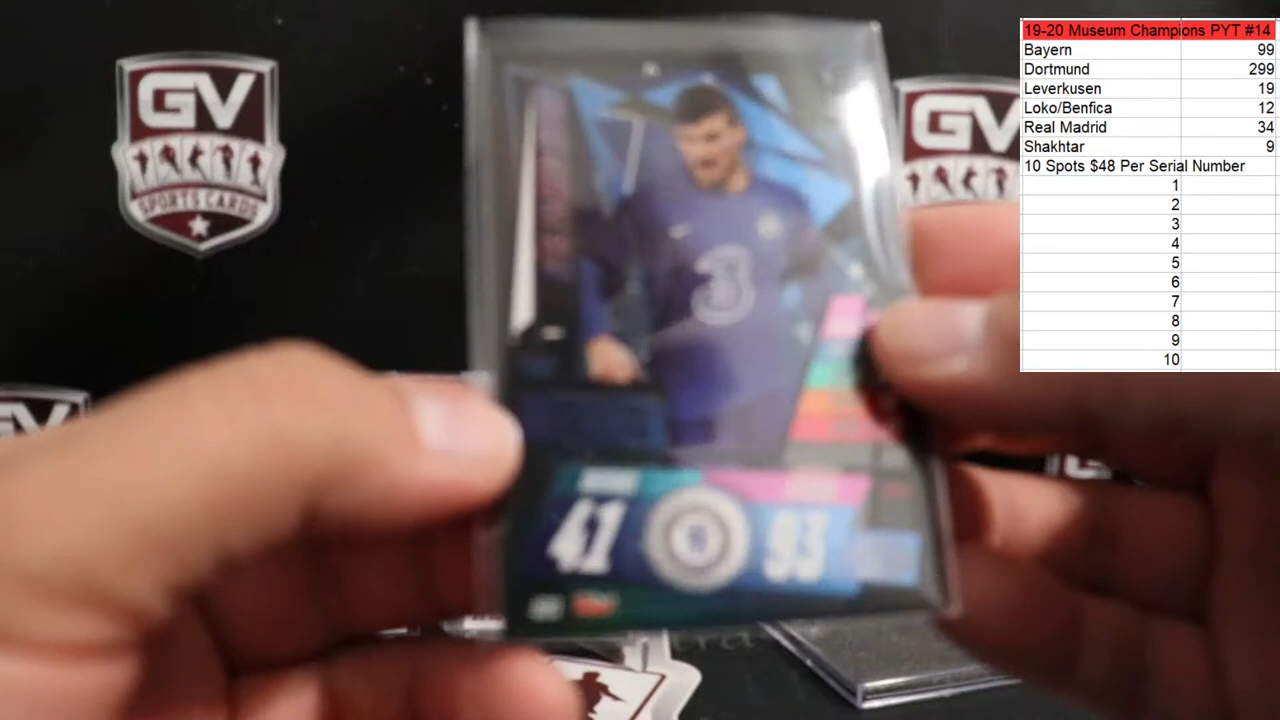 GV
SPORTS CARDS
GV
3
41
93
19-20 Museum Champions PYT #14
Bayern 99
Dortmund 299
Leverkusen 19
Loko/Benfica 12
Real Madrid 34
Shakhtar 9
10 Spots $48 Per Serial Number
1
2
3
4
5
6
7
8
9
10